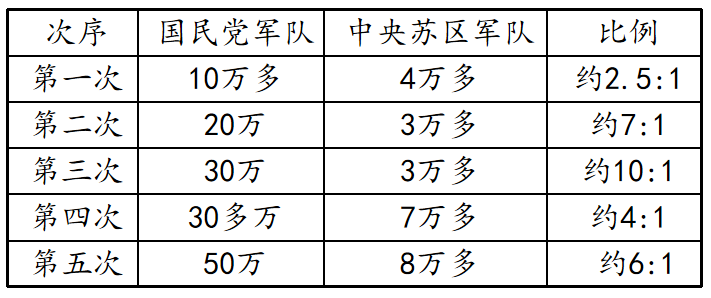 次序 国民党军队 中央苏区军队 比例
第一次 10万多 4万多 约2.5:1
第二次 20万 3万多 约7:1
第三次 30万 3万多 约10:1
第四次 30多万 7万多 约4:1
第五次 50万 8万多 约6:1